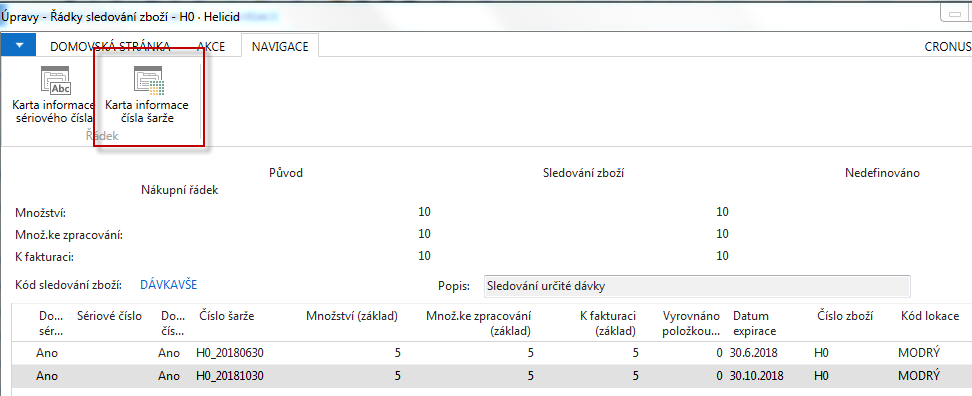 Úpravy - Řádky sledování zboží - H0 · Helicid
DOMOVSKÁ STRÁNKA AKCE NAVIGACE CRONUS
Abc
Karta informace sériového čísla
Karta informace čísla šarže
Řádek
Původ Sledování zboží Nedefinováno
Nákupní řádek
Množství: 10 10
Množ.ke zpracování: 10 10
K fakturaci: 10 10
Kód sledování zboží: DÁVKAVŠE Popis: Sledování určité dávky
Do... sér... Sériové číslo Do... čís... Číslo šarže Množství (základ) Množ.ke zpracování (základ) K fakturaci (základ) Vyrovnáno položkou... Datum expirace Číslo zboží Kód lokace
Ano Ano H0_20180630 5 5 5 0 30.6.2018 H0 MODRÝ
Ano Ano H0_20181030 5 5 5 0 30.10.2018 H0 MODRÝ